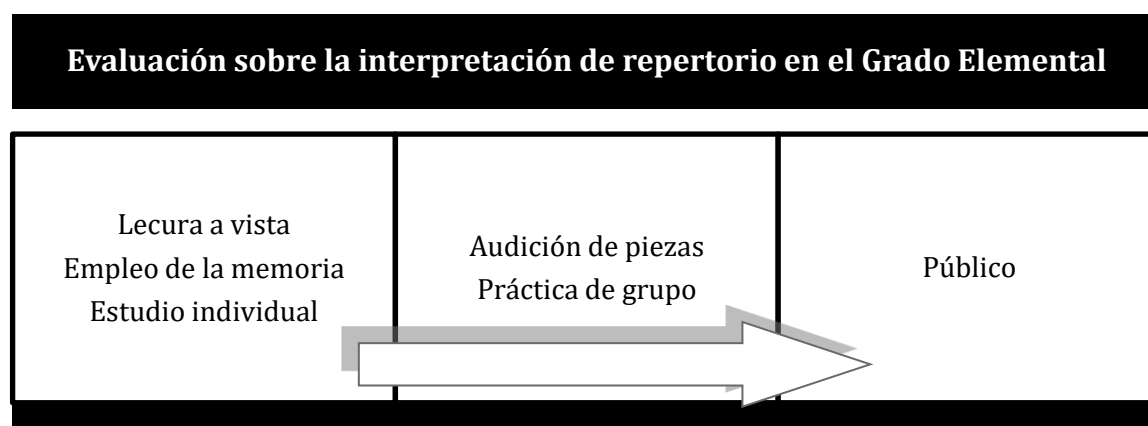 Evaluación sobre la interpretación de repertorio en el Grado Elemental
Lecura a vista
Empleo de la memoria
Estudio individual
Audición de piezas
Práctica de grupo
Público